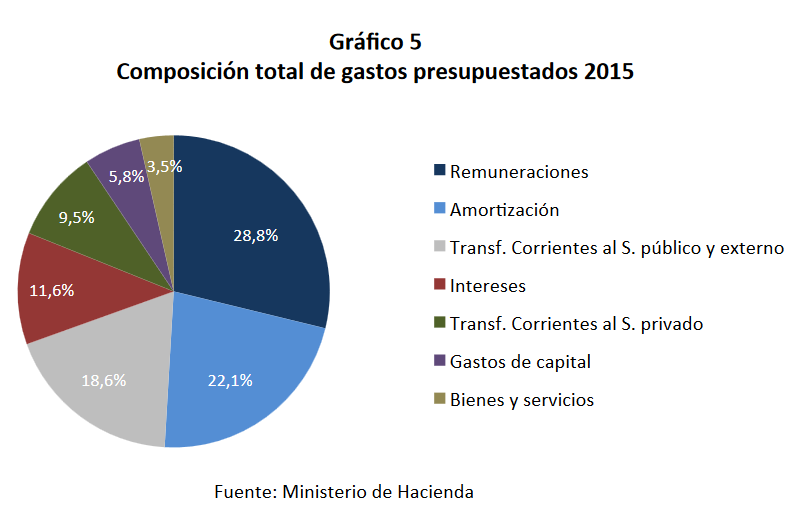 Gráfico 5
Composición total de gastos presupuestados 2015
3,5%
5,8%
9,5%
28,8%
11,6%
18,6%
22,1%
Remuneraciones
Amortización
Transf. Corrientes al S. público y externo
Intereses
Transf. Corrientes al S. privado
Gastos de capital
Bienes y servicios
Fuente: Ministerio de Hacienda